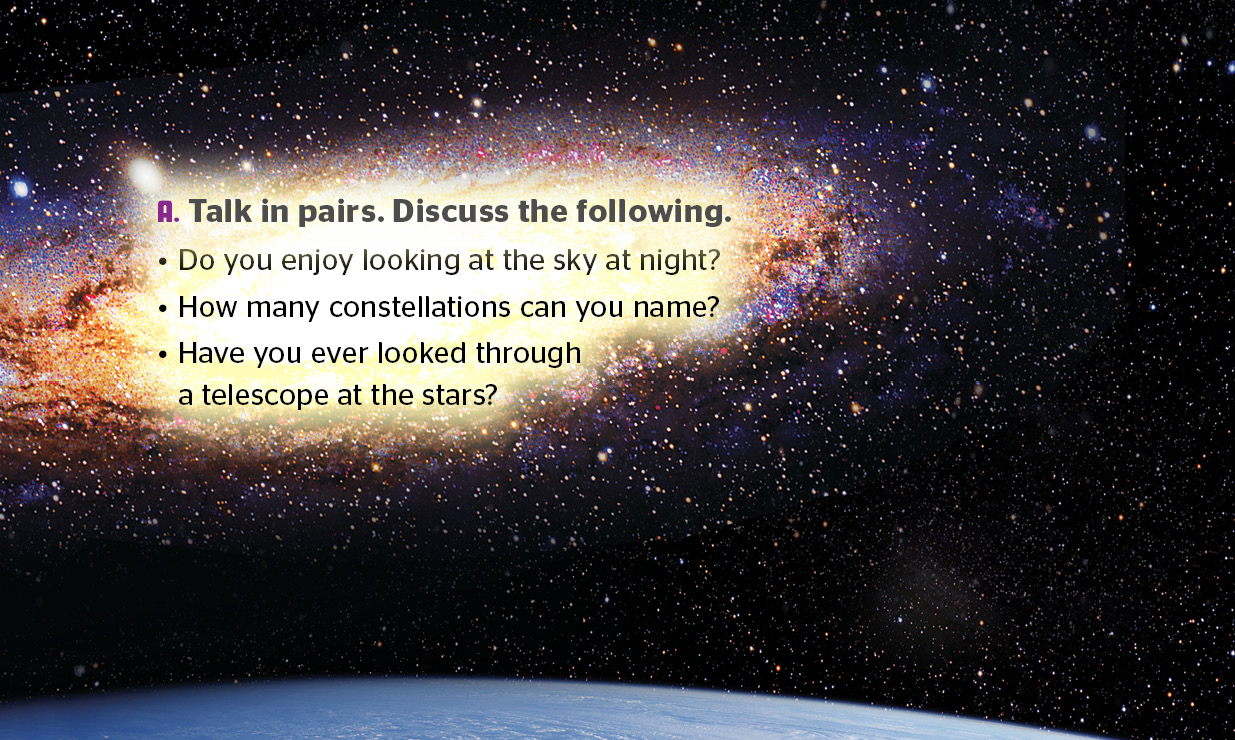 A. Talk in pairs. Discuss the following.
• Do you enjoy looking at the sky at night?
• How many constellations can you name?
• Have you ever looked through
a telescope at the stars?